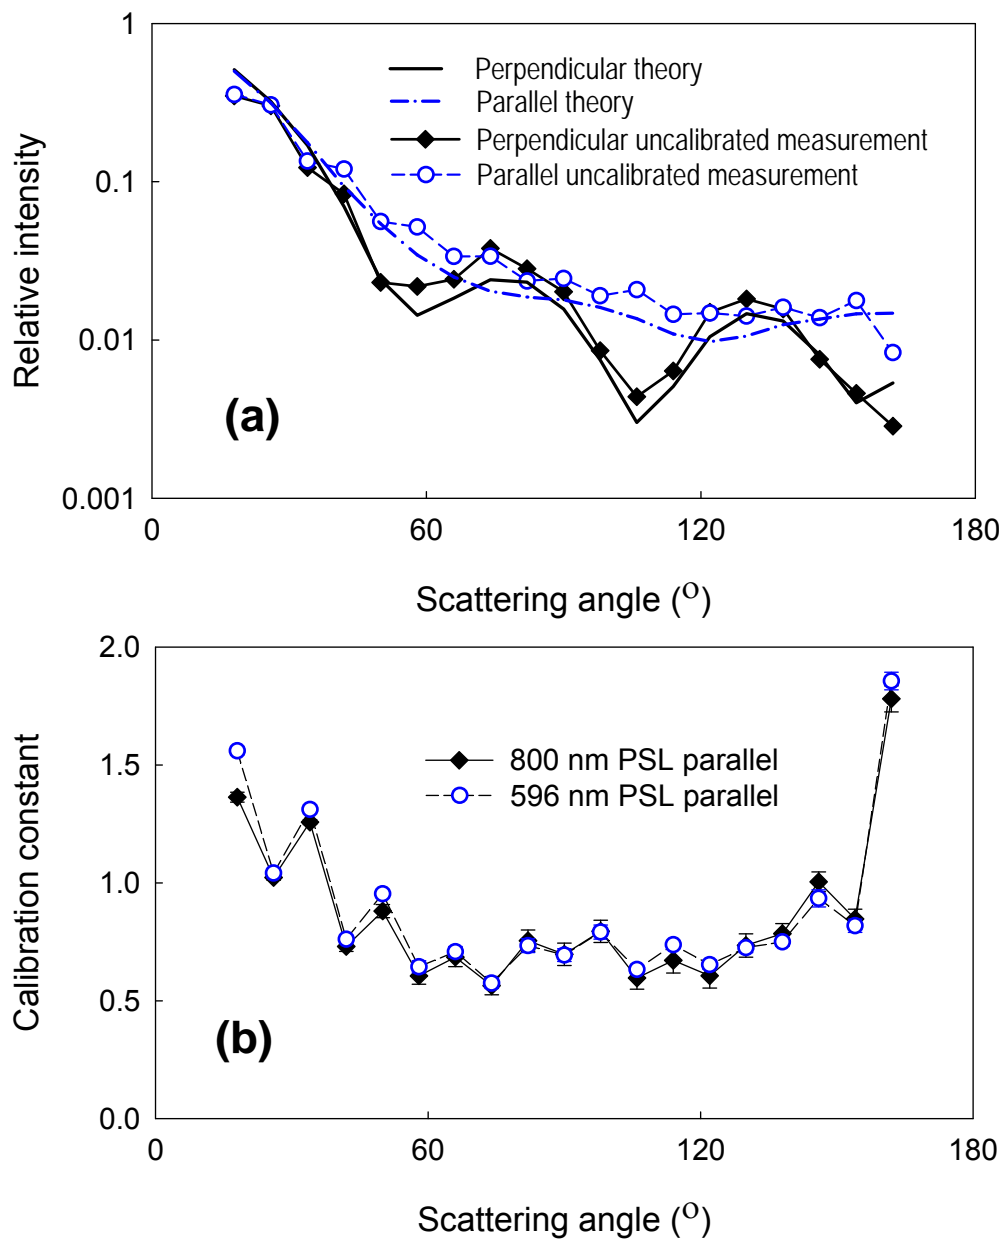 1
Perpendicular theory
Parallel theory
Perpendicular uncalibrated measurement
Parallel uncalibrated measurement
0.1
Relative intensity
0.01
(a)
0.001
0 60 120 180
Scattering angle (°)
2.0
1.5
800 nm PSL parallel
596 nm PSL parallel
Calibration constant
1.0
0.5
(b)
0.0
0 60 120 180
Scattering angle (°)